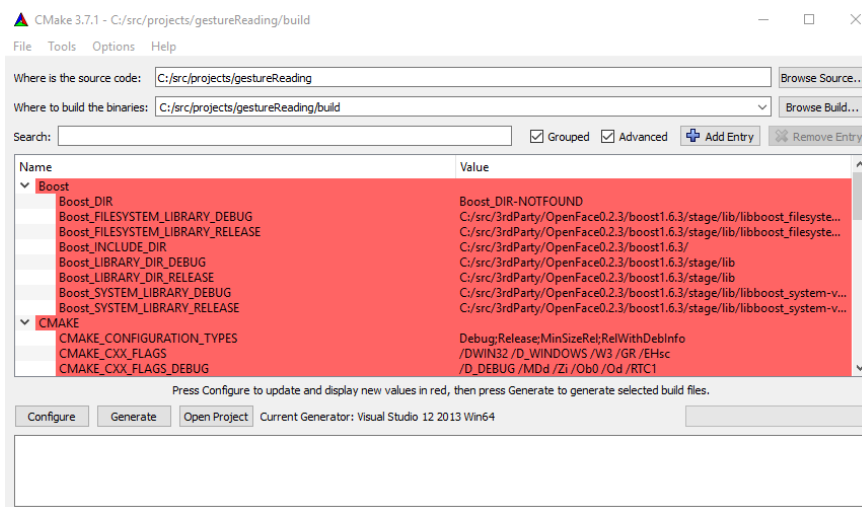 CMake 3.7.1 - C:/src/projects/gestureReading/build
File Tools Options Help
Where is the source code: C:/src/projects/gestureReading Browse Source...
Where to build the binaries: C:/src/projects/gestureReading/build Browse Build...
Search: Grouped Advanced Add Entry Remove Entry
Name Value
Boost
Boost_DIR Boost_DIR-NOTFOUND
Boost_FILESYSTEM_LIBRARY_DEBUG C:/src/3rdParty/OpenFace0.2.3/boost1.6.3/stage/lib/libboost_filesyste...
Boost_FILESYSTEM_LIBRARY_RELEASE C:/src/3rdParty/OpenFace0.2.3/boost1.6.3/stage/lib/libboost_filesyste...
Boost_INCLUDE_DIR C:/src/3rdParty/OpenFace0.2.3/boost1.6.3/
Boost_LIBRARY_DIR_DEBUG C:/src/3rdParty/OpenFace0.2.3/boost1.6.3/stage/lib
Boost_LIBRARY_DIR_RELEASE C:/src/3rdParty/OpenFace0.2.3/boost1.6.3/stage/lib
Boost_SYSTEM_LIBRARY_DEBUG C:/src/3rdParty/OpenFace0.2.3/boost1.6.3/stage/lib/libboost_system-v...
Boost_SYSTEM_LIBRARY_RELEASE C:/src/3rdParty/OpenFace0.2.3/boost1.6.3/stage/lib/libboost_system-v...
CMAKE
CMAKE_CONFIGURATION_TYPES Debug;Release;MinSizeRel;RelWithDebInfo
CMAKE_CXX_FLAGS /DWIN32 /D_WINDOWS /W3 /GR /EHsc
CMAKE_CXX_FLAGS_DEBUG /D_DEBUG /MDd /Zi /Ob0 /Od /RTC1
Press Configure to update and display new values in red, then press Generate to generate selected build files.
Configure Generate Open Project Current Generator: Visual Studio 12 2013 Win64